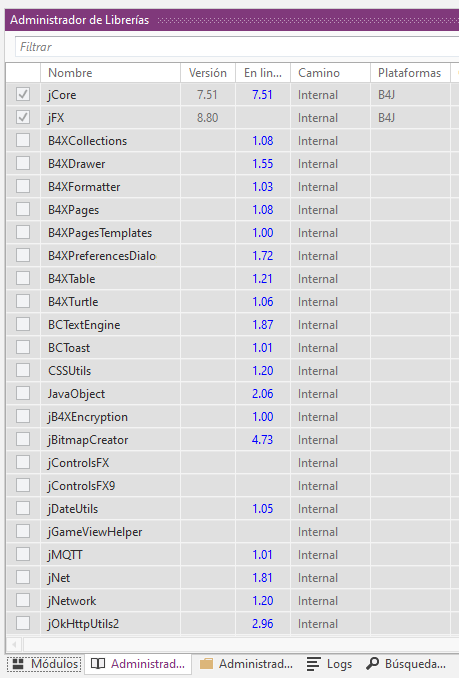 Administrador de Librerías
Filtrar
Nombre Versión En lin... Camino Plataformas
jCore 7.51 7.51 Internal B4J
jFX 8.80 Internal B4J
B4XCollections 1.08 Internal
B4XDrawer 1.55 Internal
B4XFormatter 1.03 Internal
B4XPages 1.08 Internal
B4XPagesTemplates 1.00 Internal
B4XPreferencesDialo 1.72 Internal
B4XTable 1.21 Internal
B4XTurtle 1.06 Internal
BCTextEngine 1.87 Internal
BCToast 1.01 Internal
CSSUtils 1.20 Internal
JavaObject 2.06 Internal
jB4XEncryption 1.00 Internal
jBitmapCreator 4.73 Internal
jControlsFX Internal
jControlsFX9 Internal
jDateUtils 1.05 Internal
jGameViewHelper Internal
jMQTT 1.01 Internal
jNet 1.81 Internal
jNetwork 1.20 Internal
jOkHttpUtils2 2.96 Internal
Módulos Administrad... Administrad... Logs Búsqueda...